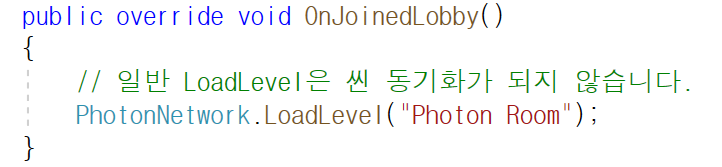 public override void OnJoinedLobby()
{
// 일반 LoadLevel은 씬 동기화가 되지 않습니다.
PhotonNetwork.LoadLevel("Photon Room");
}